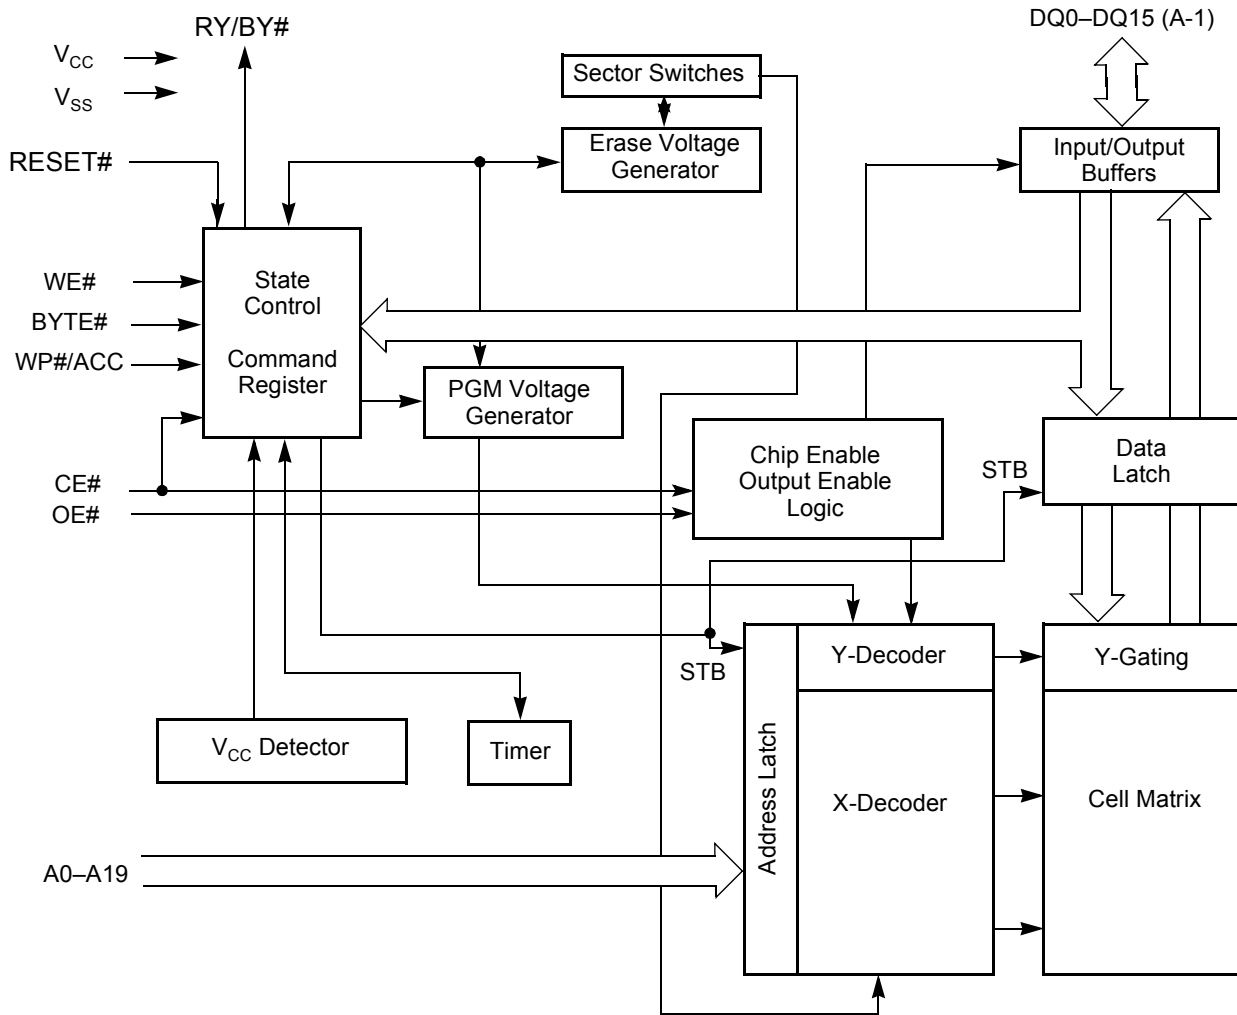 RY/BY#
DQ0–DQ15 (A-1)
VCC
VSS
Sector Switches
Erase Voltage
Generator
Input/Output
Buffers
RESET#
WE#
BYTE#
WP#/ACC
State
Control
Command
Register
PGM Voltage
Generator
Chip Enable
Output Enable
Logic
STB
Data
Latch
CE#
OE#
STB
Y-Decoder
Y-Gating
VCC Detector
Timer
Address Latch
X-Decoder
Cell Matrix
A0–A19